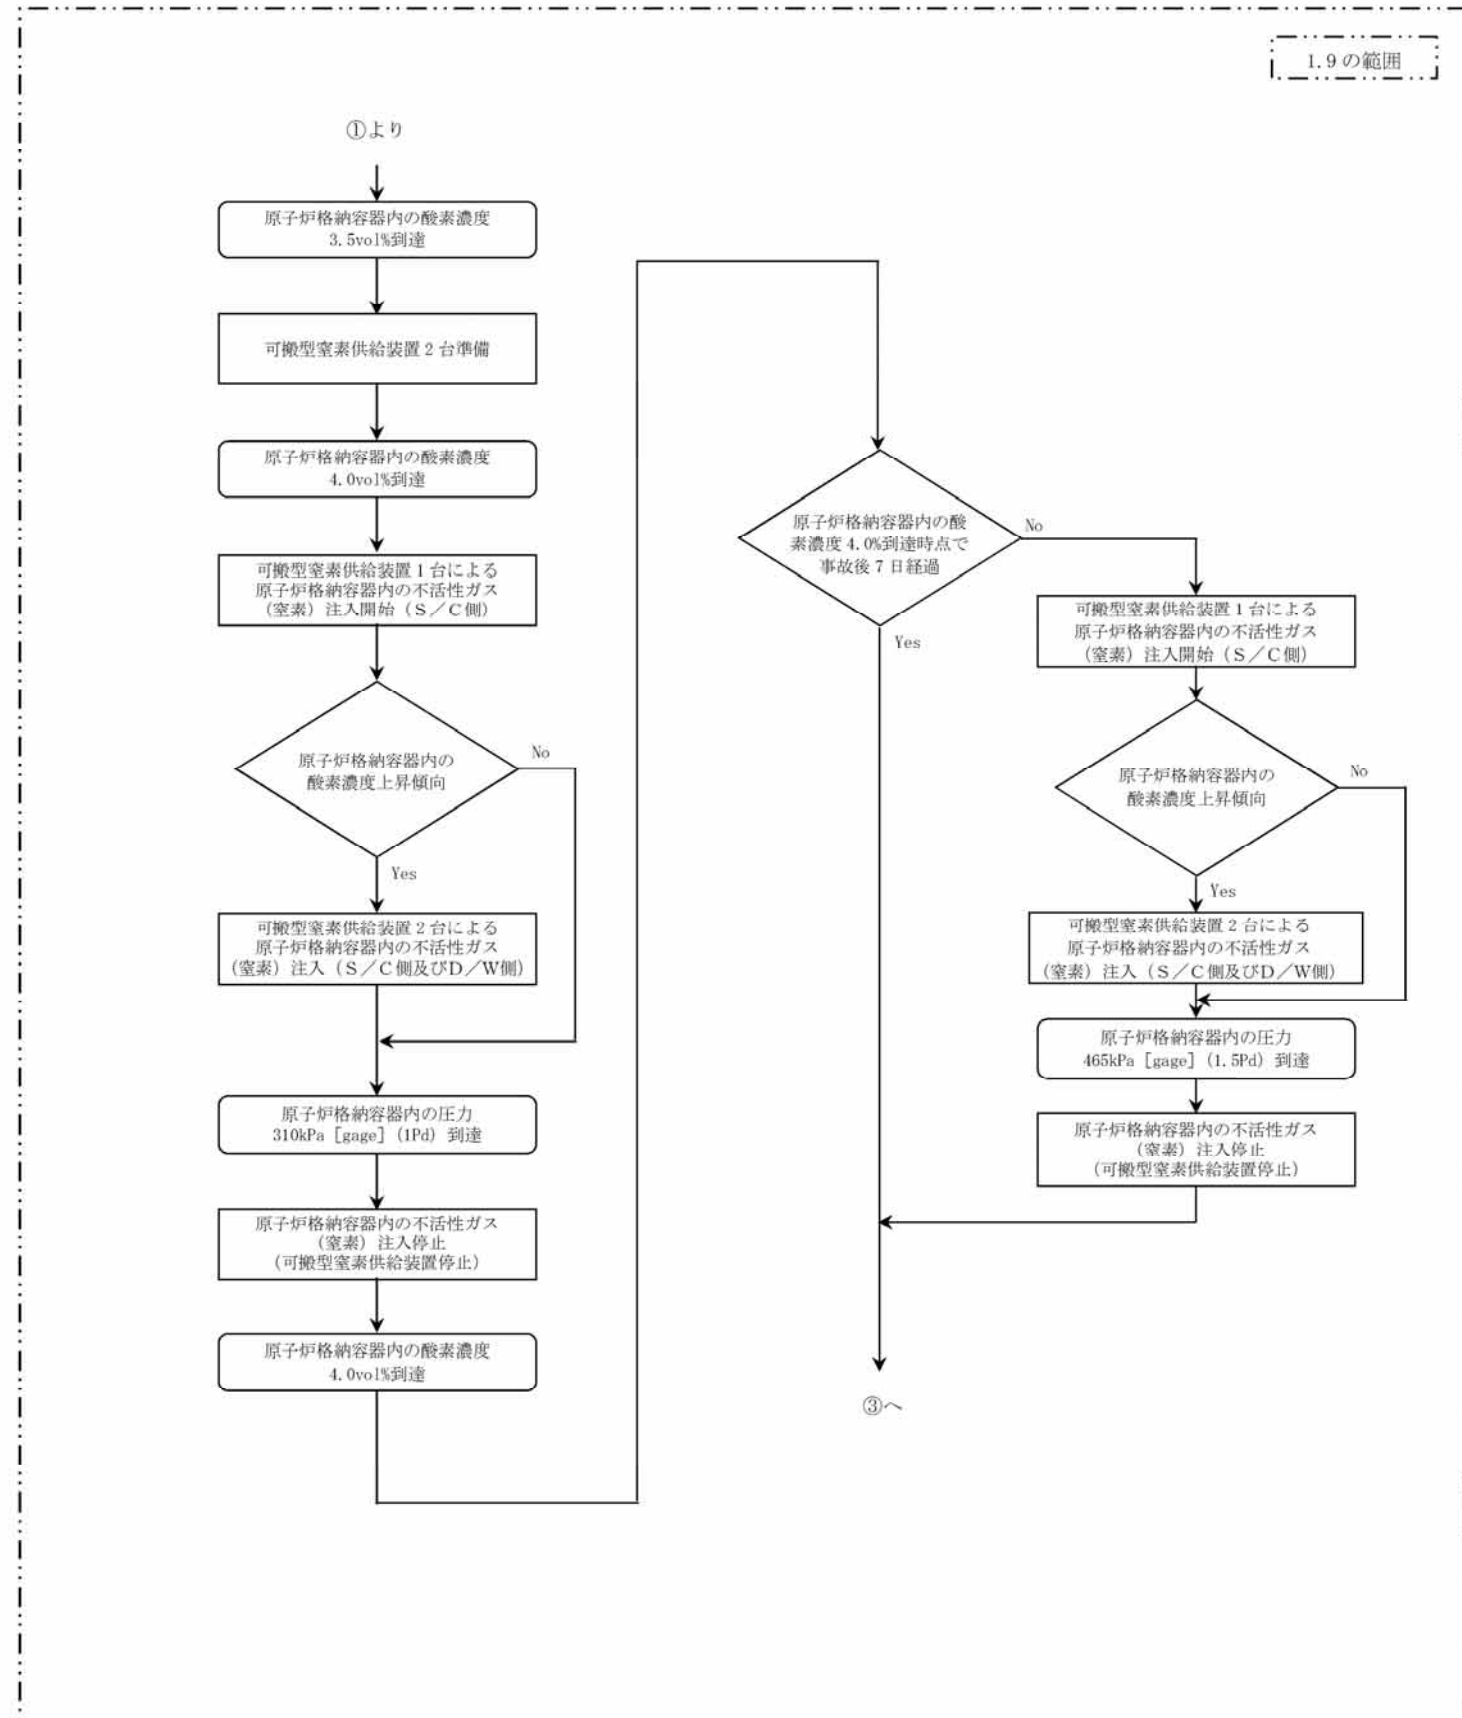 1.9の範囲
①より
原子炉格納容器内の酸素濃度
3.5vol%到達
可搬型窒素供給装置2台準備
原子炉格納容器内の酸素濃度
4.0vol%到達
可搬型窒素供給装置1台による
原子炉格納容器内の不活性ガス
(窒素)注入開始(S/C側)
原子炉格納容器内の
酸素濃度上昇傾向
No
Yes
可搬型窒素供給装置2台による
原子炉格納容器内の不活性ガス
(窒素)注入(S/C側及びD/W側)
原子炉格納容器内の圧力
310kPa[gage](1Pd)到達
原子炉格納容器内の不活性ガス
(窒素)注入停止
(可搬型窒素供給装置停止)
原子炉格納容器内の酸素濃度
4.0vol%到達
原子炉格納容器内の酸
素濃度4.0%到達時点で
事故後7日経過
No
Yes
可搬型窒素供給装置1台による
原子炉格納容器内の不活性ガス
(窒素)注入開始(S/C側)
原子炉格納容器内の
酸素濃度上昇傾向
No
Yes
可搬型窒素供給装置2台による
原子炉格納容器内の不活性ガス
(窒素)注入(S/C側及びD/W側)
原子炉格納容器内の圧力
465kPa[gage](1.5Pd)到達
原子炉格納容器内の不活性ガス
(窒素)注入停止
(可搬型窒素供給装置停止)
③へ